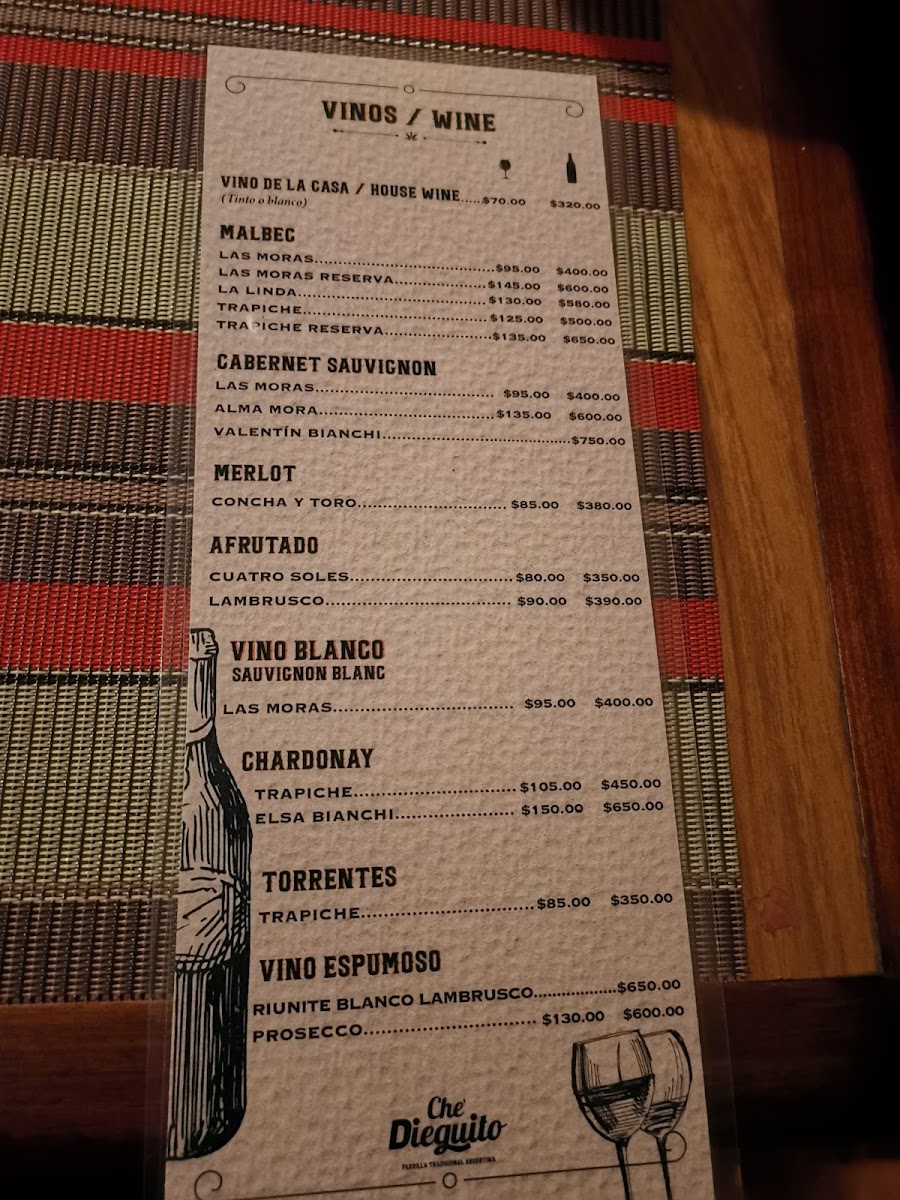 VINOS / WINE
VINO DE LA CASA / HOUSE WINE.....$70.00 $320.00
(Tinto o blanco)
MALBEC
LAS MORAS..........$95.00 $400.00
LAS MORAS RESERVA..........$145.00 $600.00
LA LINDA..........$130.00 $580.00
TRAPICHE..........$125.00 $500.00
TRAPICHE RESERVA..........$135.00 $650.00
CABERNET SAUVIGNON
LAS MORAS.......... $95.00 $400.00
ALMA MORA..........$135.00 $600.00
VALENTÍN BIANCHI..........$750.00
MERLOT
CONCHA Y TORO.......... $85.00 $380.00
AFRUTADO
CUATRO SOLES..........$80.00 $350.00
LAMBRUSCO.......... $90.00 $390.00
VINO BLANCO
SAUVIGNON BLANC
LAS MORAS.......... $95.00 $400.00
CHARDONAY
TRAPICHE..........$105.00 $450.00
ELSA BIANCHI.......... $150.00 $650.00
TORRENTES
TRAPICHE..........$85.00 $350.00
VINO ESPUMOSO
RIUNITE BLANCO LAMBRUSCO..........$650.00
PROSECCO.......... $130.00 $600.00
Che
Dieguito
PARRILLA TRADICIONAL ARGENTINA